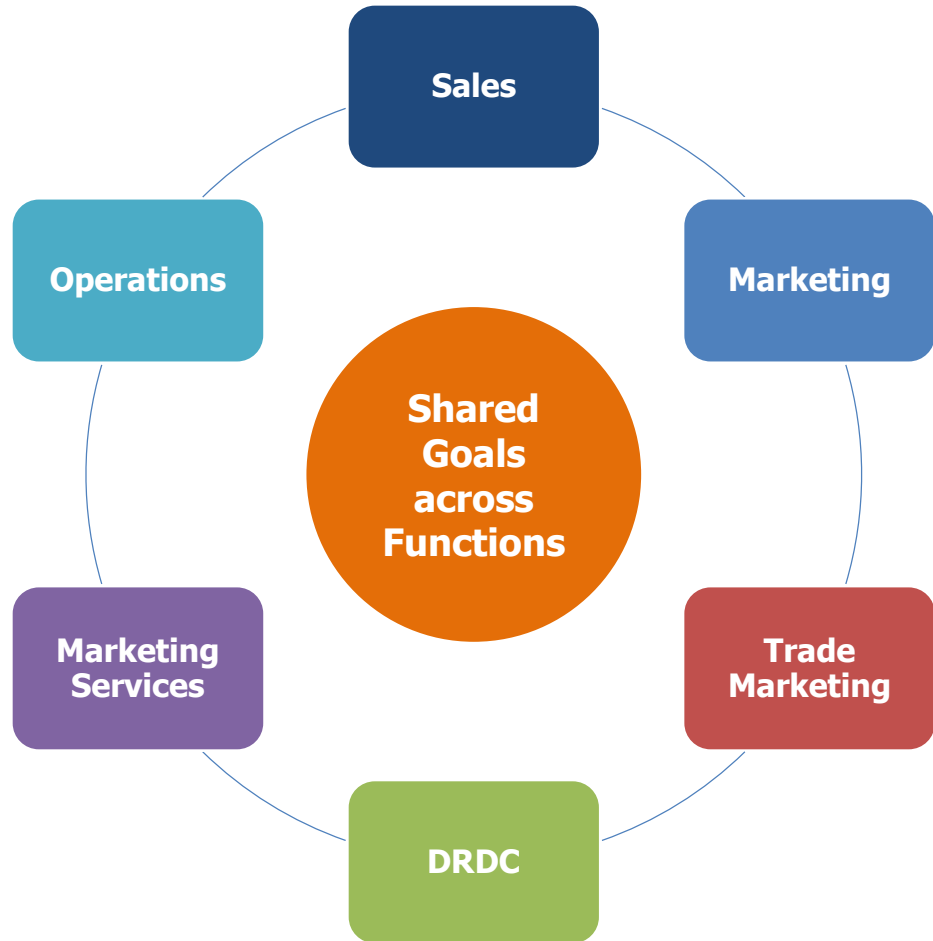 Sales
Operations
Marketing
Shared
Goals
across
Functions
Marketing
Services
Trade
Marketing
DRDC